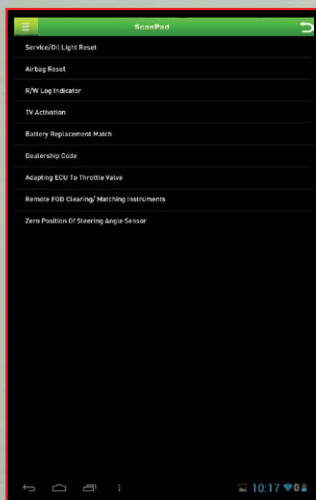 ScanPad
Service/Oil Light Reset
Airbag Reset
R/W Log Indicator
TV Activation
Battery Replacement Match
Dealership Code
Adapting ECU To Throttle Valve
Remote FOB Clearing/ Matching Instruments
Zero Position Of Steering Angle Sensor
10:17